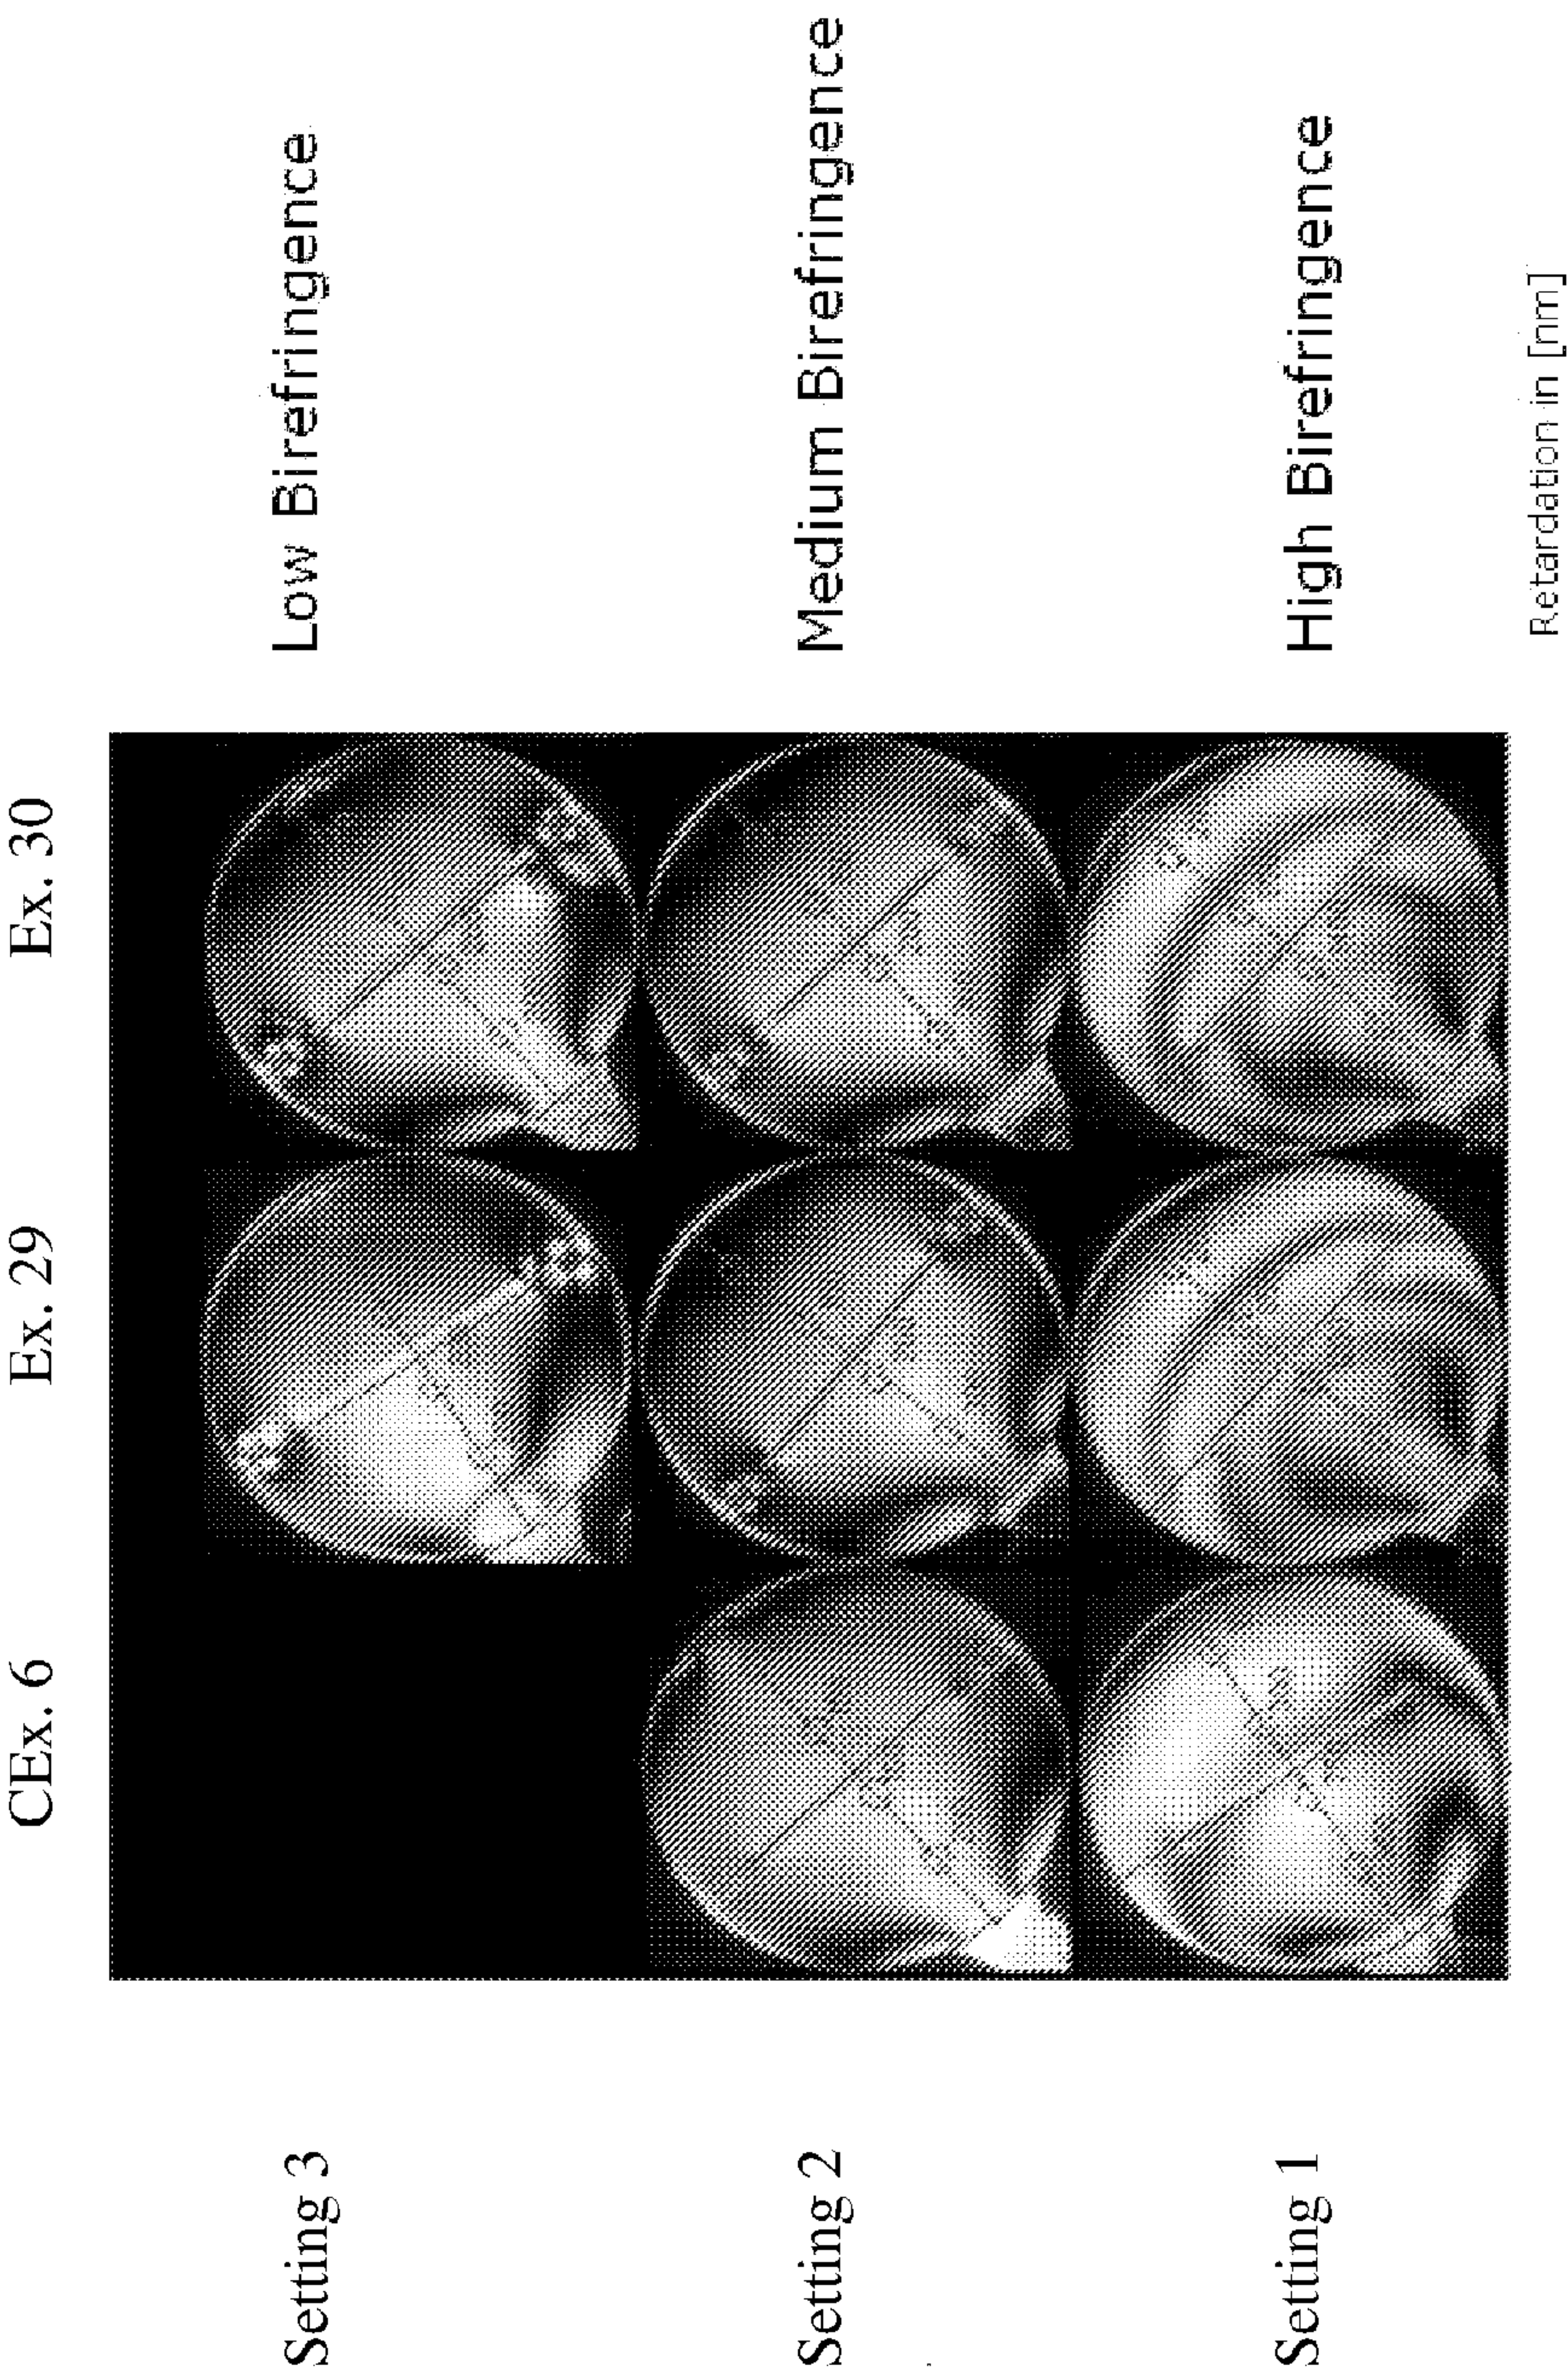 CEx. 6 Ex. 29 Ex. 30
Setting 3 Low Birefringence
Setting 2 Medium Birefringence
Setting 1 High Birefringence
Retardation in [nm]